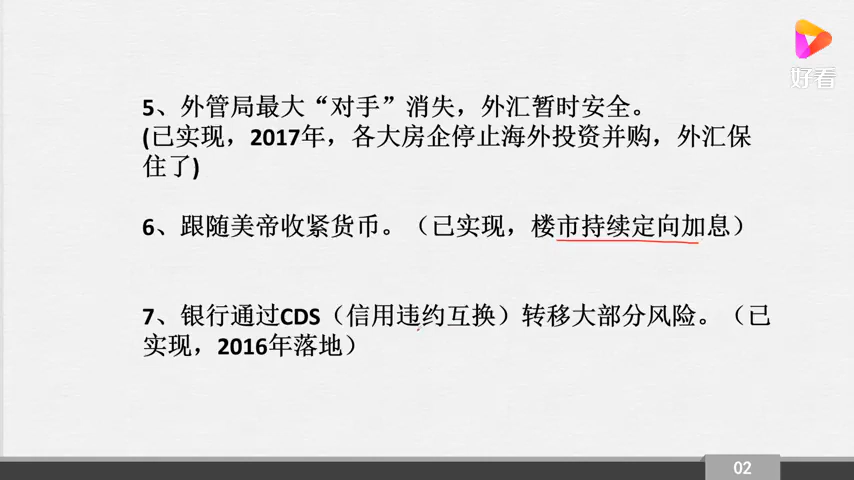 好看
5、外管局最大“对手”消失，外汇暂时安全。
(已实现，2017年，各大房企停止海外投资并购，外汇保
住了)
6、跟随美帝收紧货币。（已实现，楼市持续定向加息）
7、银行通过CDS（信用违约互换）转移大部分风险。（已
实现，2016年落地）
02